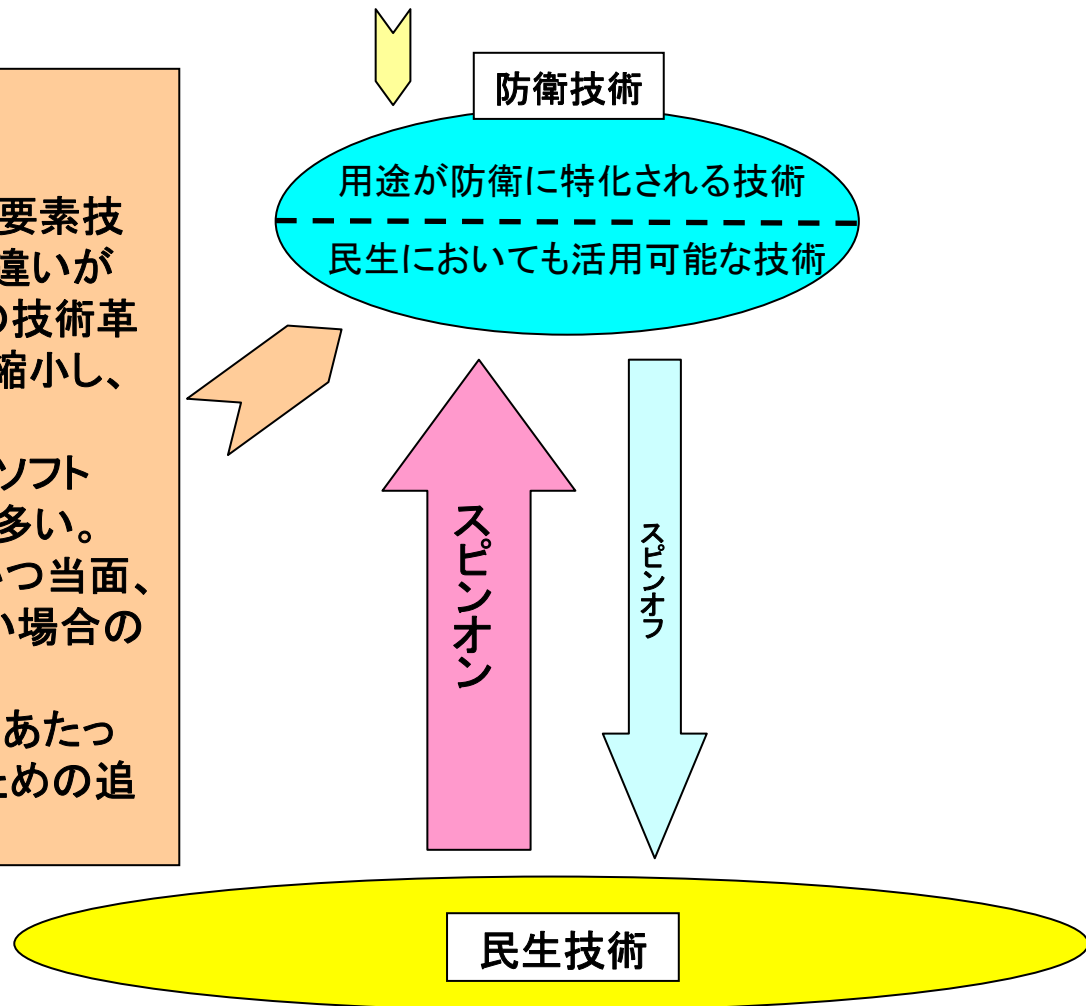 防衛技術
用途が防衛に特化される技術
民生においても活用可能な技術
要素技
違いが
の技術革
縮小し、
ソフト
多い。
つ当面、
い場合の
あたっ
ための追
スピンオン
スピンオフ
民生技術